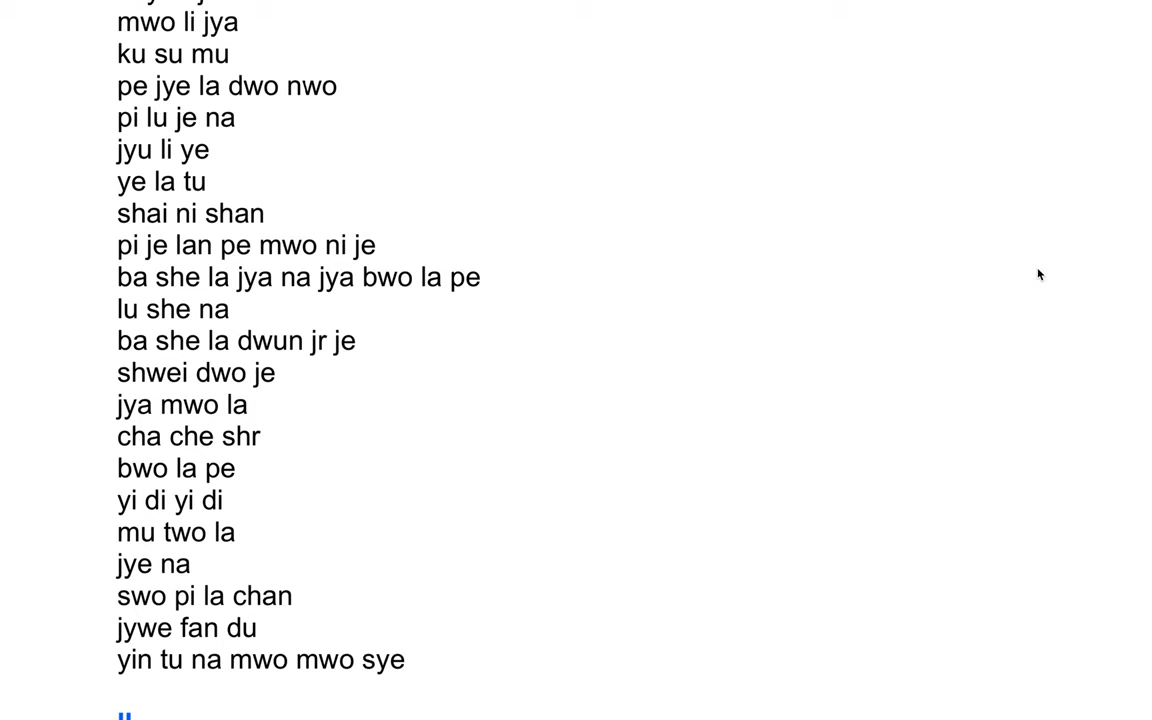 mwo li jya
ku su mu
pe jye la dwo nwo
pi lu je na
jyu li ye
ye la tu
shai ni shan
pi je lan pe mwo ni je
ba she la jya na jya bwo la pe
lu she na
ba she la dwun jr je
shwei dwo je
jya mwo la
cha che shr
bwo la pe
yi di yi di
mu two la
jye na
swo pi la chan
jywe fan du
yin tu na mwo mwo sye